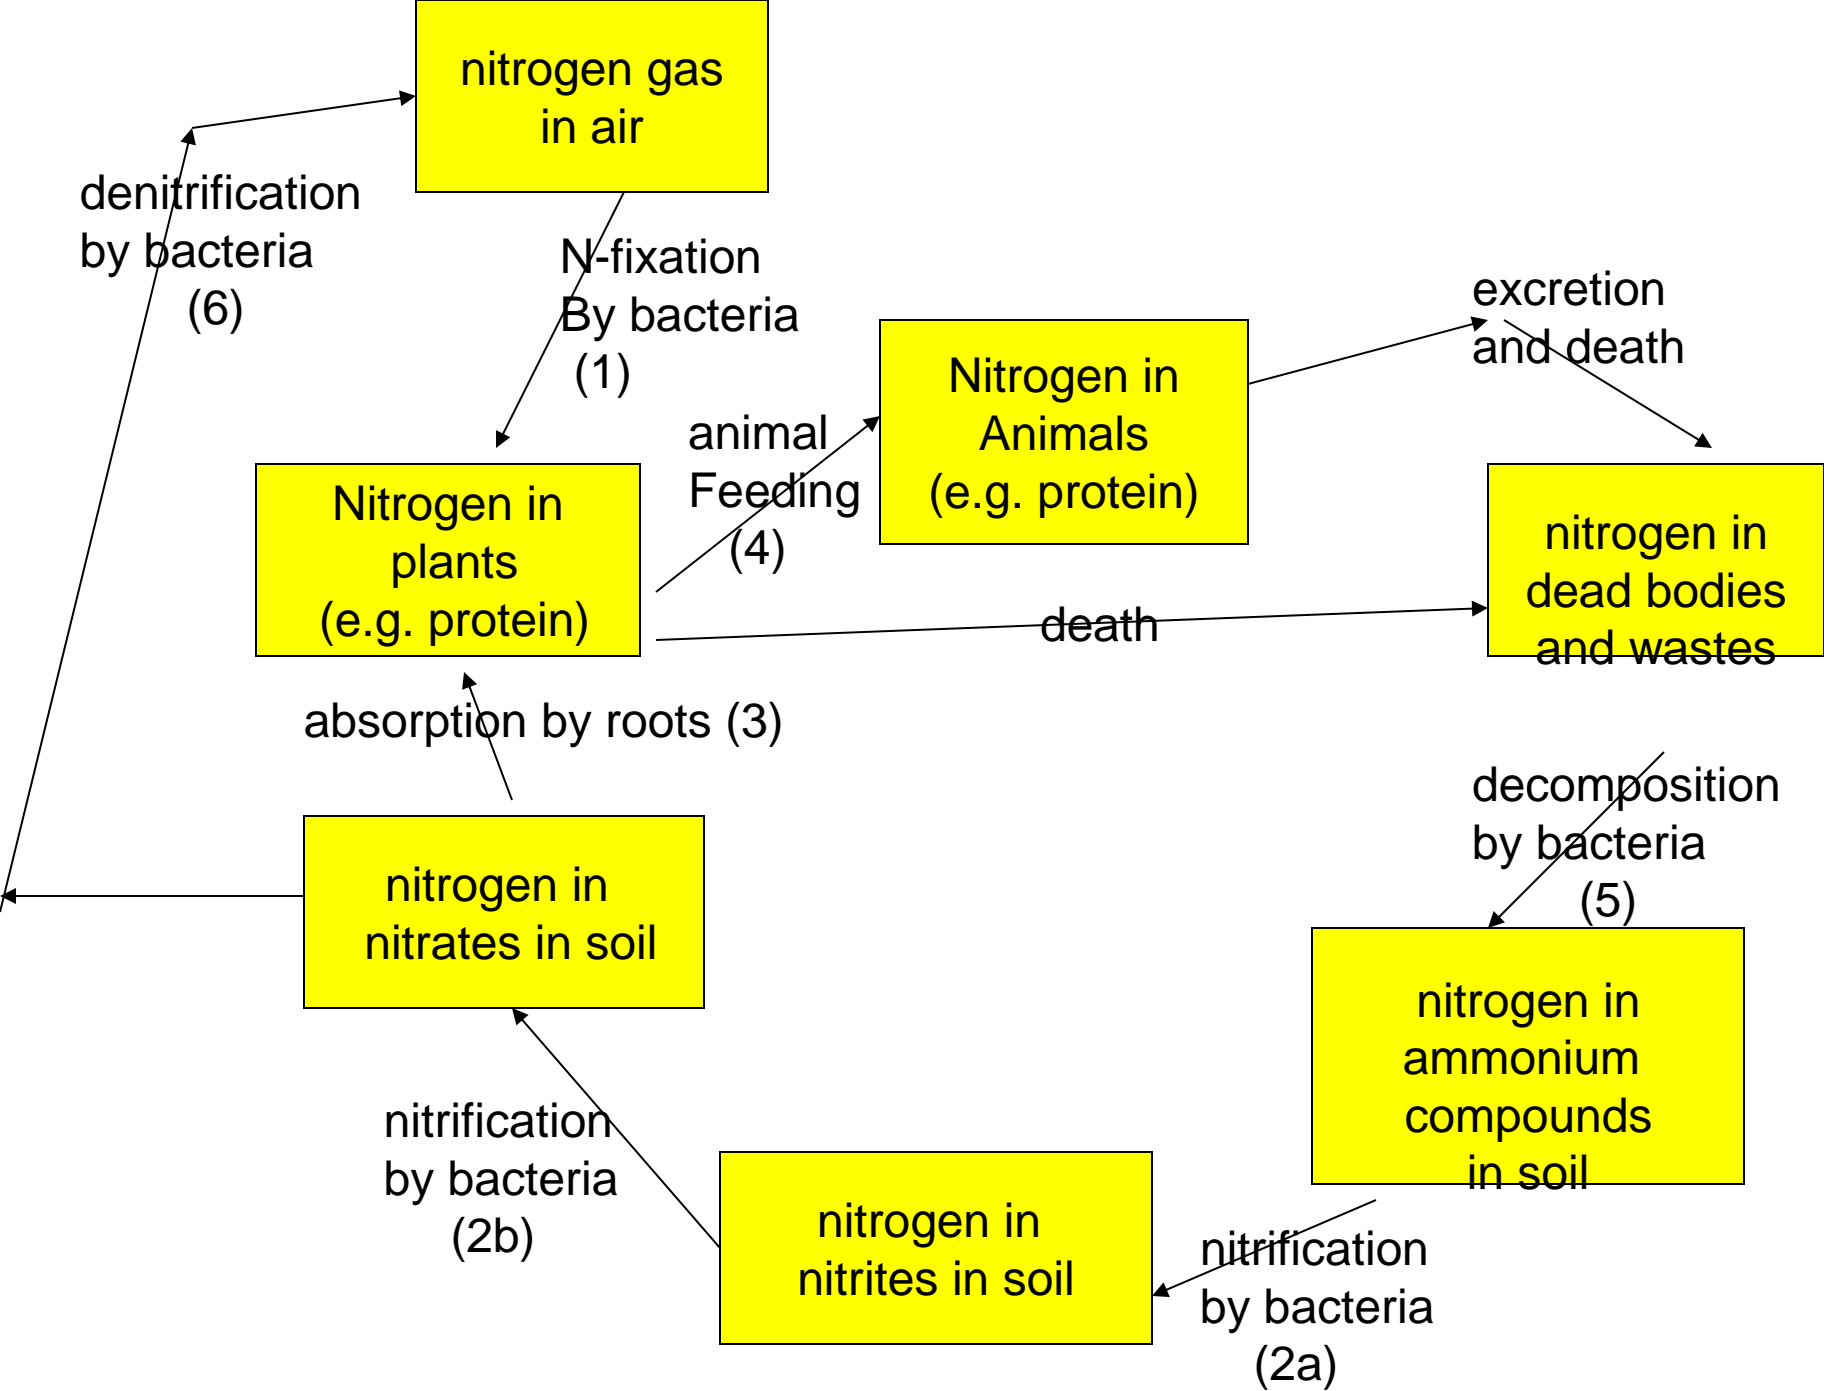 nitrogen gas
in air
denitrification
by bacteria
(6)
N-fixation
By bacteria
(1)
excretion
and death
Nitrogen in
Animals
(e.g. protein)
animal
Feeding
(4)
Nitrogen in
plants
(e.g. protein)
nitrogen in
dead bodies
and wastes
death
absorption by roots (3)
decomposition
by bacteria
(5)
nitrogen in
nitrates in soil
nitrogen in
ammonium
compounds
in soil
nitrification
by bacteria
(2b)
nitrogen in
nitrites in soil
nitrification
by bacteria
(2a)